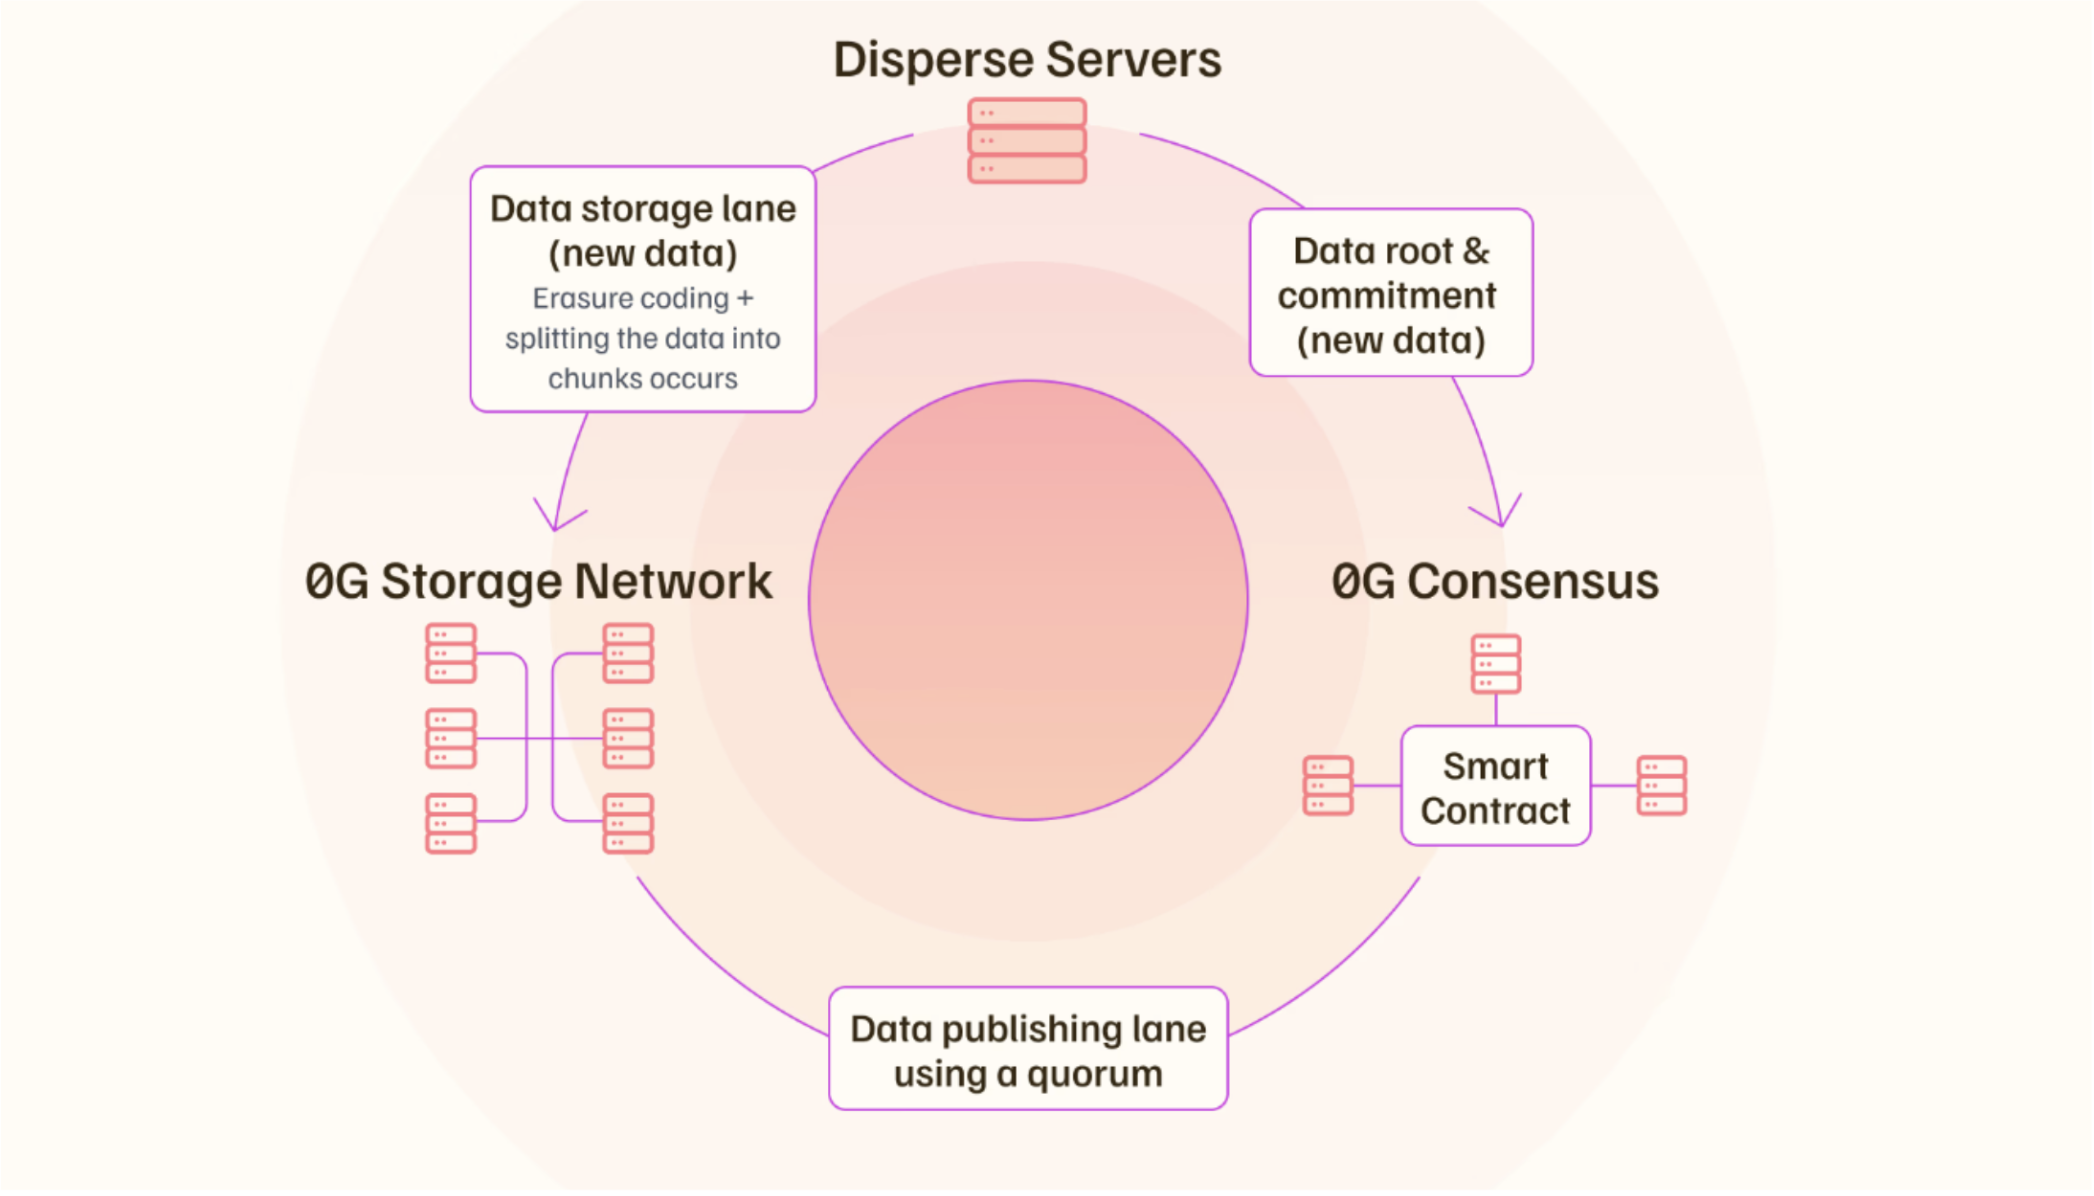 Disperse Servers
Data storage lane
(new data)
Erasure coding +
splitting the data into
chunks occurs
Data root &
commitment
(new data)
0G Storage Network
0G Consensus
Smart
Contract
Data publishing lane
using a quorum